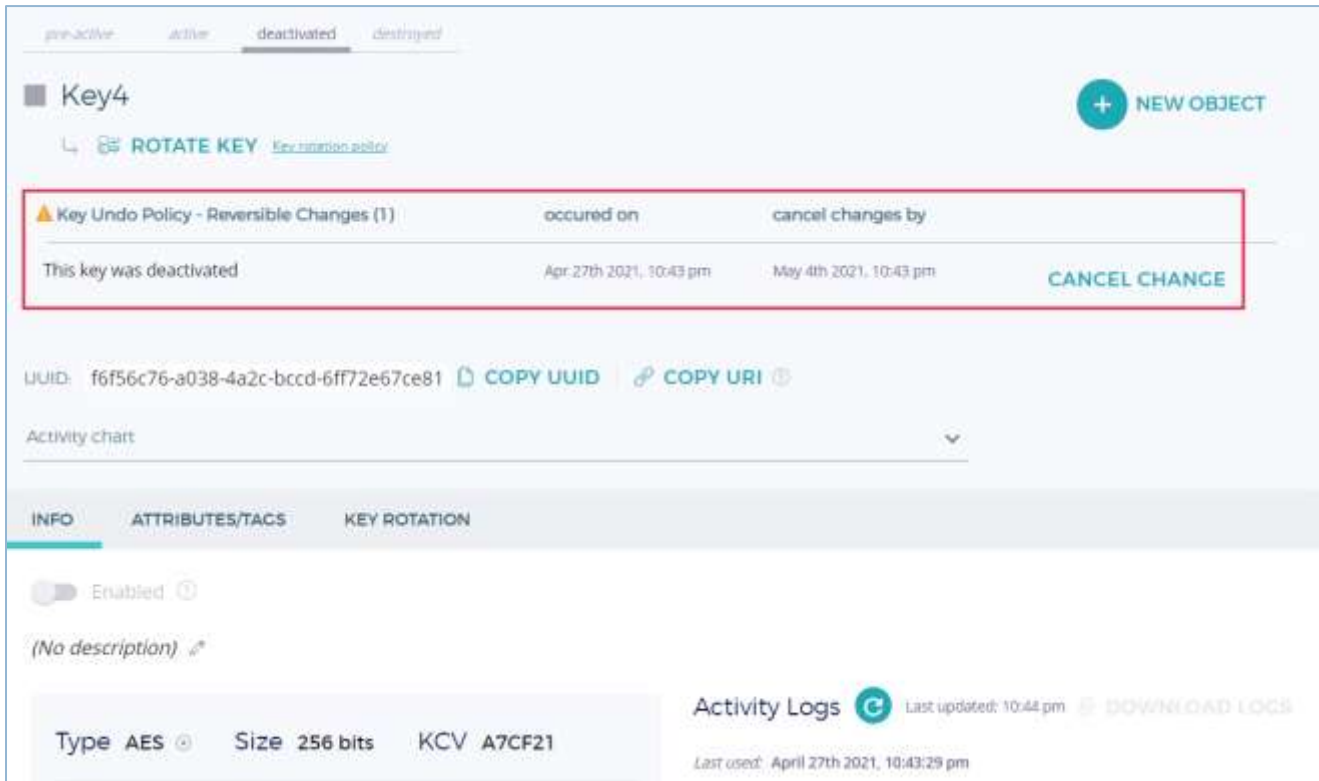 pre-active active deactivated destroyed
Key4
NEW OBJECT
ROTATE KEY Key rotation policy
Key Undo Policy - Reversible Changes (1) occured on cancel changes by
This key was deactivated Apr 27th 2021, 10:43 pm May 4th 2021, 10:43 pm CANCEL CHANGE
UUID: f6f56c76-a038-4a2c-bccd-6ff72e67ce81 COPY UUID COPY URI
Activity chart
INFO ATTRIBUTES/TAGS KEY ROTATION
Enabled
(No description)
Activity Logs Last updated: 10:44 pm DOWNLOAD LOGS
Type AES Size 256 bits KCV A7CF21
Last used: April 27th 2021, 10:43:29 pm